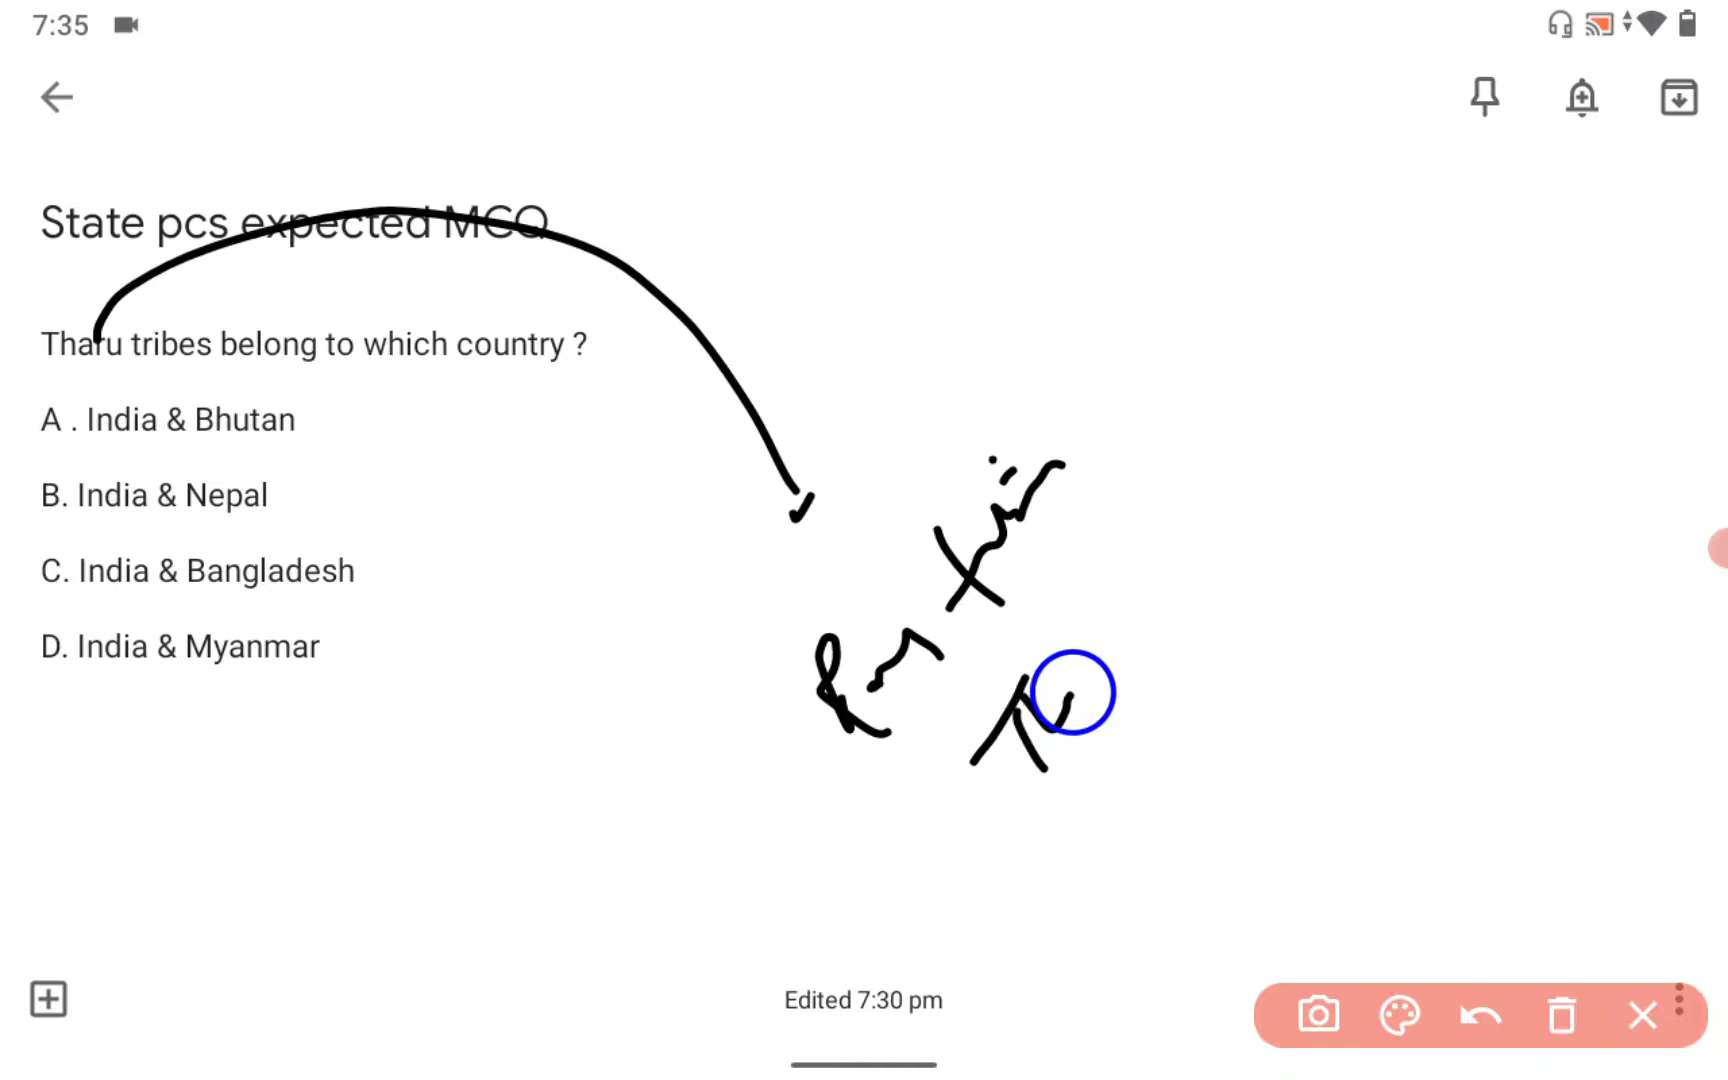 7:35
State pcs expected MCQ
Tharu tribes belong to which country ?
A . India & Bhutan
B. India & Nepal
C. India & Bangladesh
D. India & Myanmar
Edited 7:30 pm